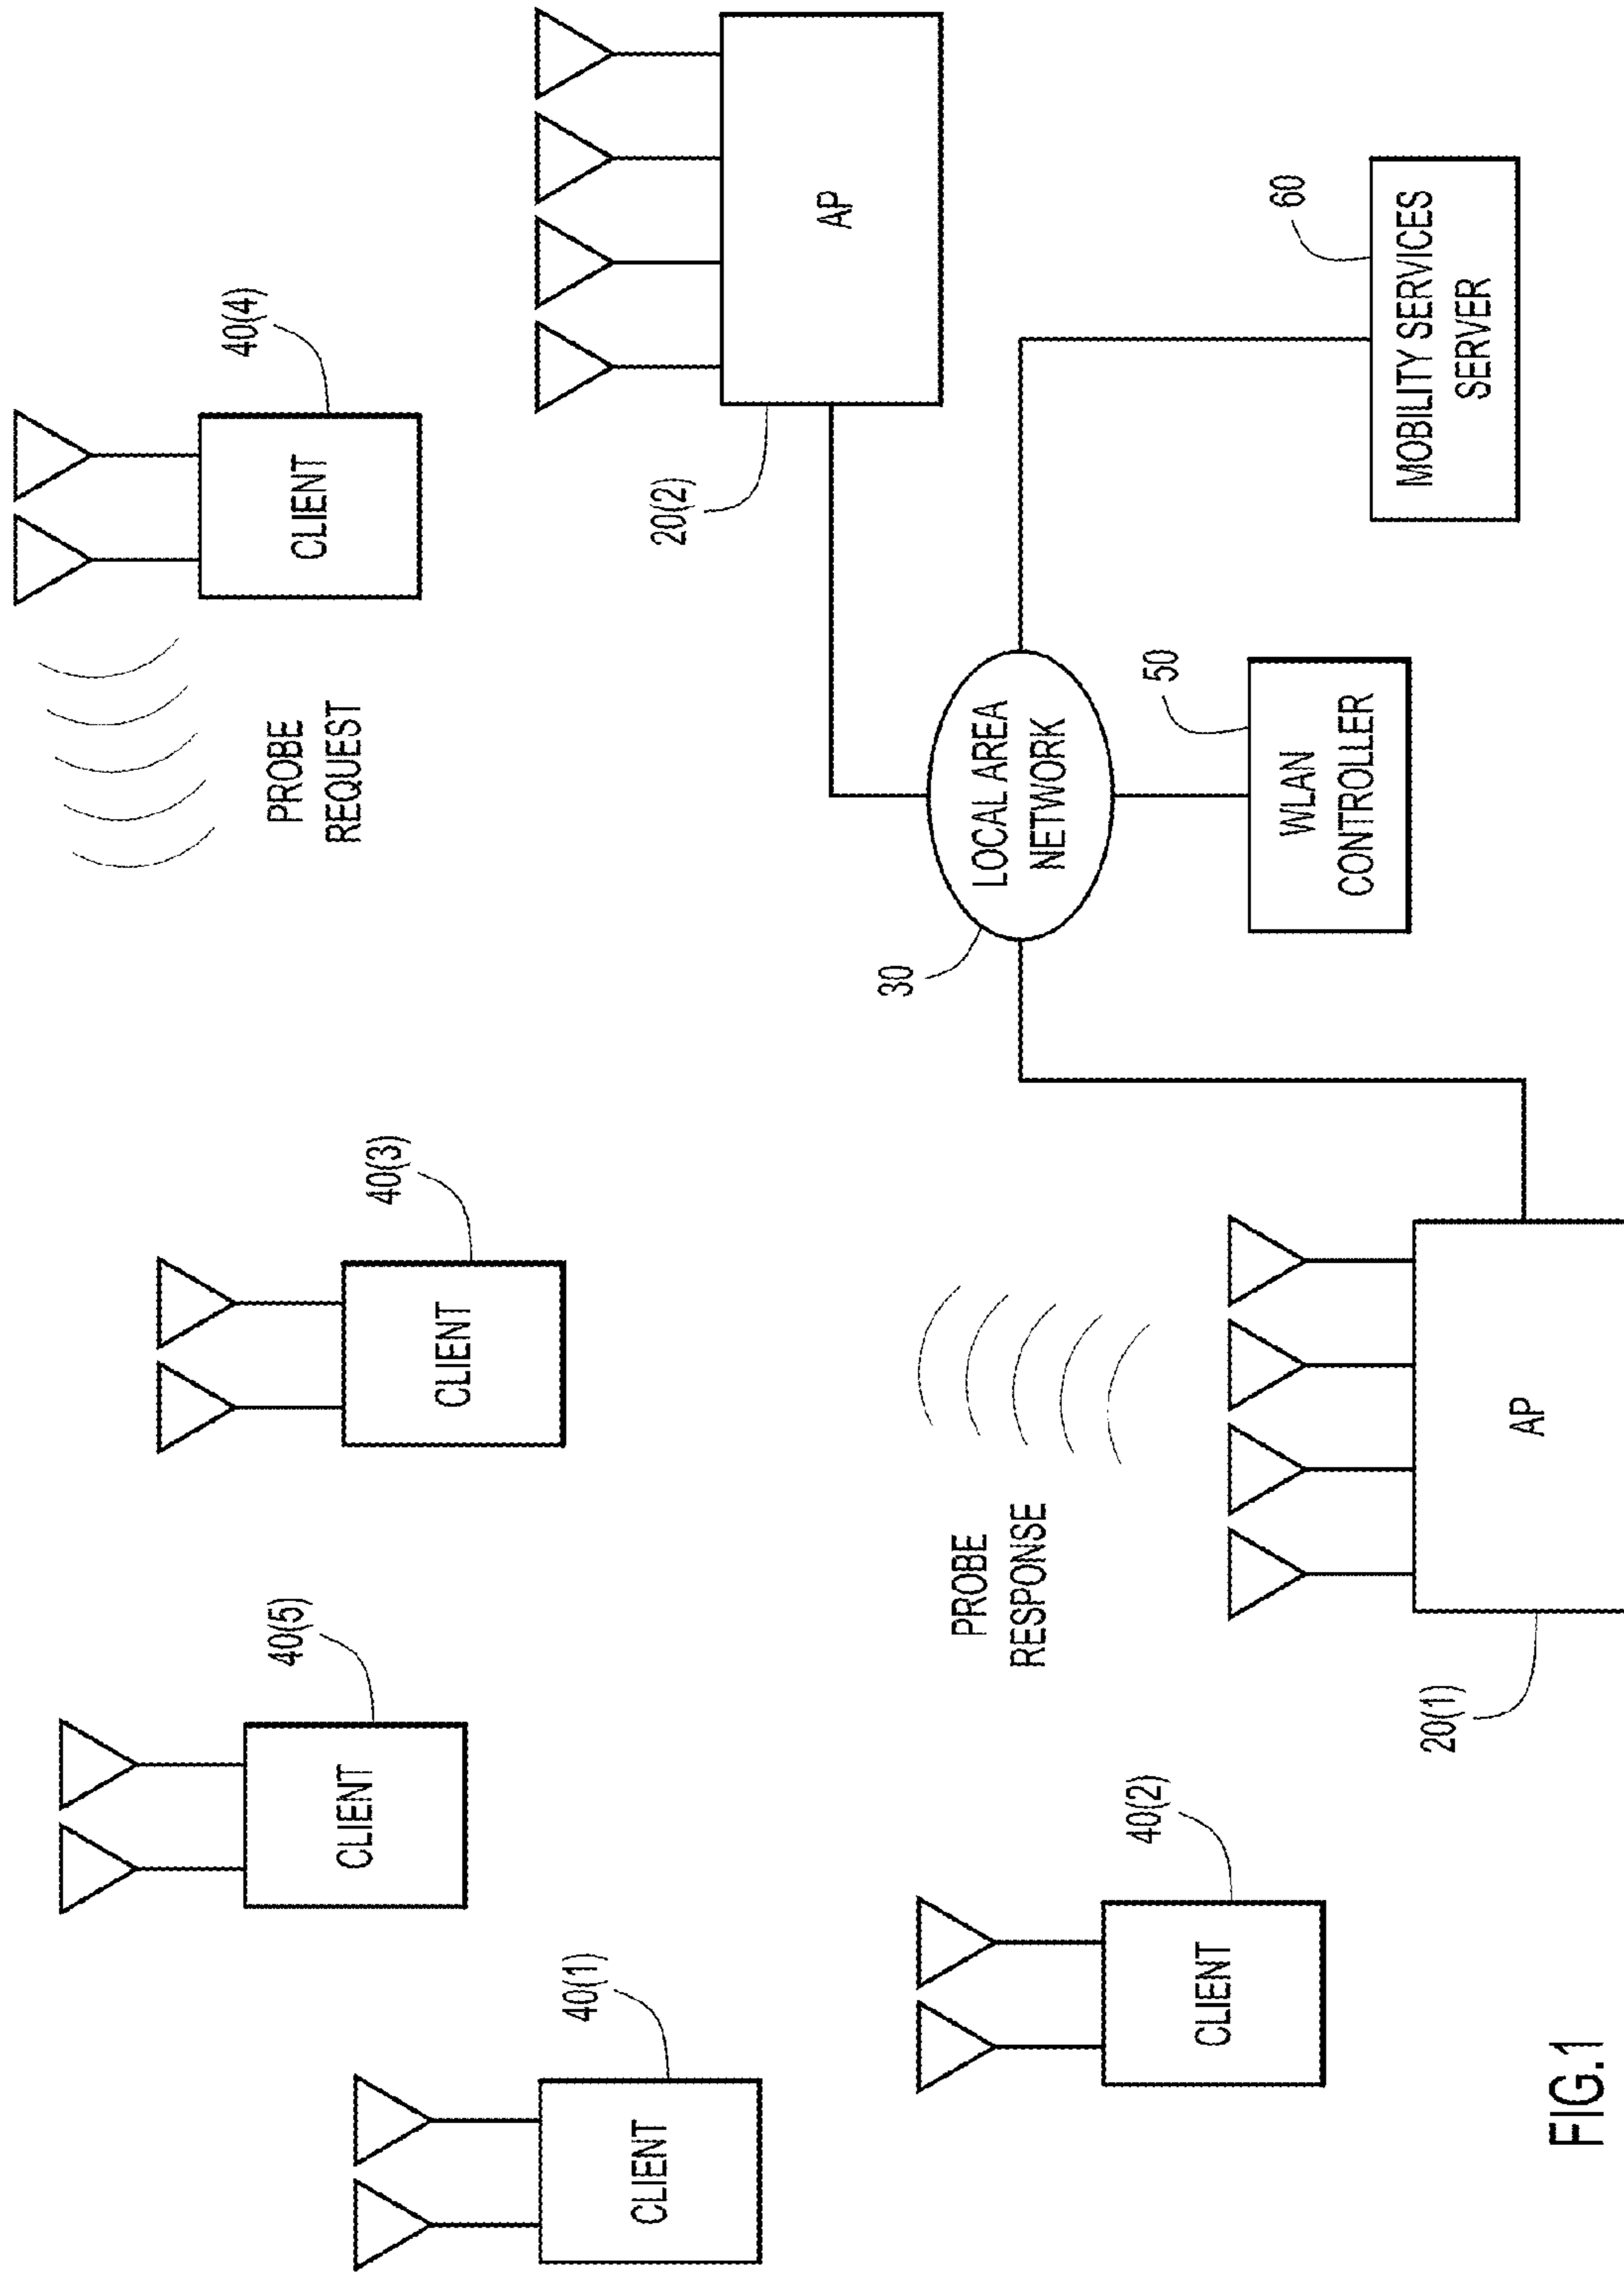 40(4)
CLIENT
PROBE
REQUEST
40(3)
CLIENT
40(5)
CLIENT
40(1)
CLIENT
20(2)
AP
30
LOCAL AREA
NETWORK
50
WLAN
CONTROLLER
60
MOBILITY SERVICES
SERVER
PROBE
RESPONSE
40(2)
CLIENT
20(1)
AP
FIG.1